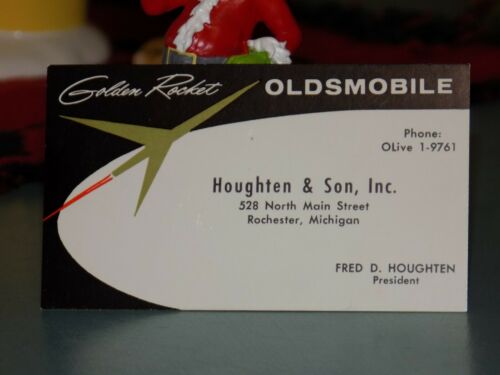 Golden Rocket OLDSMOBILE
Phone:
OLive 1-9761
Houghten & Son, Inc.
528 North Main Street
Rochester, Michigan
FRED D. HOUGHTEN
President